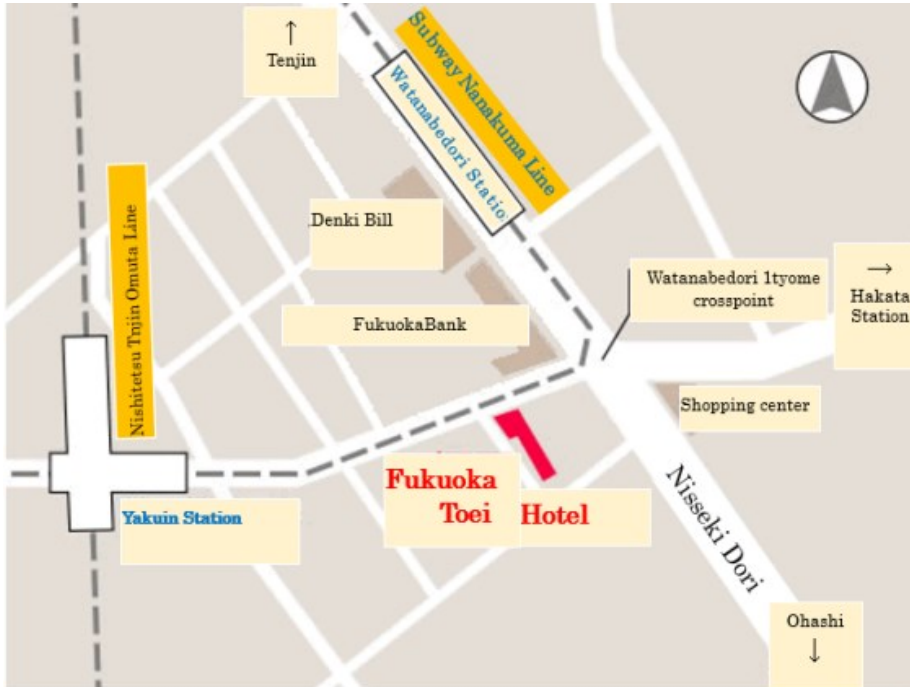 ↑
Tenjin
Subway Nanakuma Line
Watanabedori Statio
Nishitetsu Tnjin Omuta Line
Denki Bill
FukuokaBank
Watanabedori 1tyome
crosspoint
→
Hakata
Station
Shopping center
Fukuoka
Toei Hotel
Yakuin Station
Nisseki Dori
Ohashi
↓